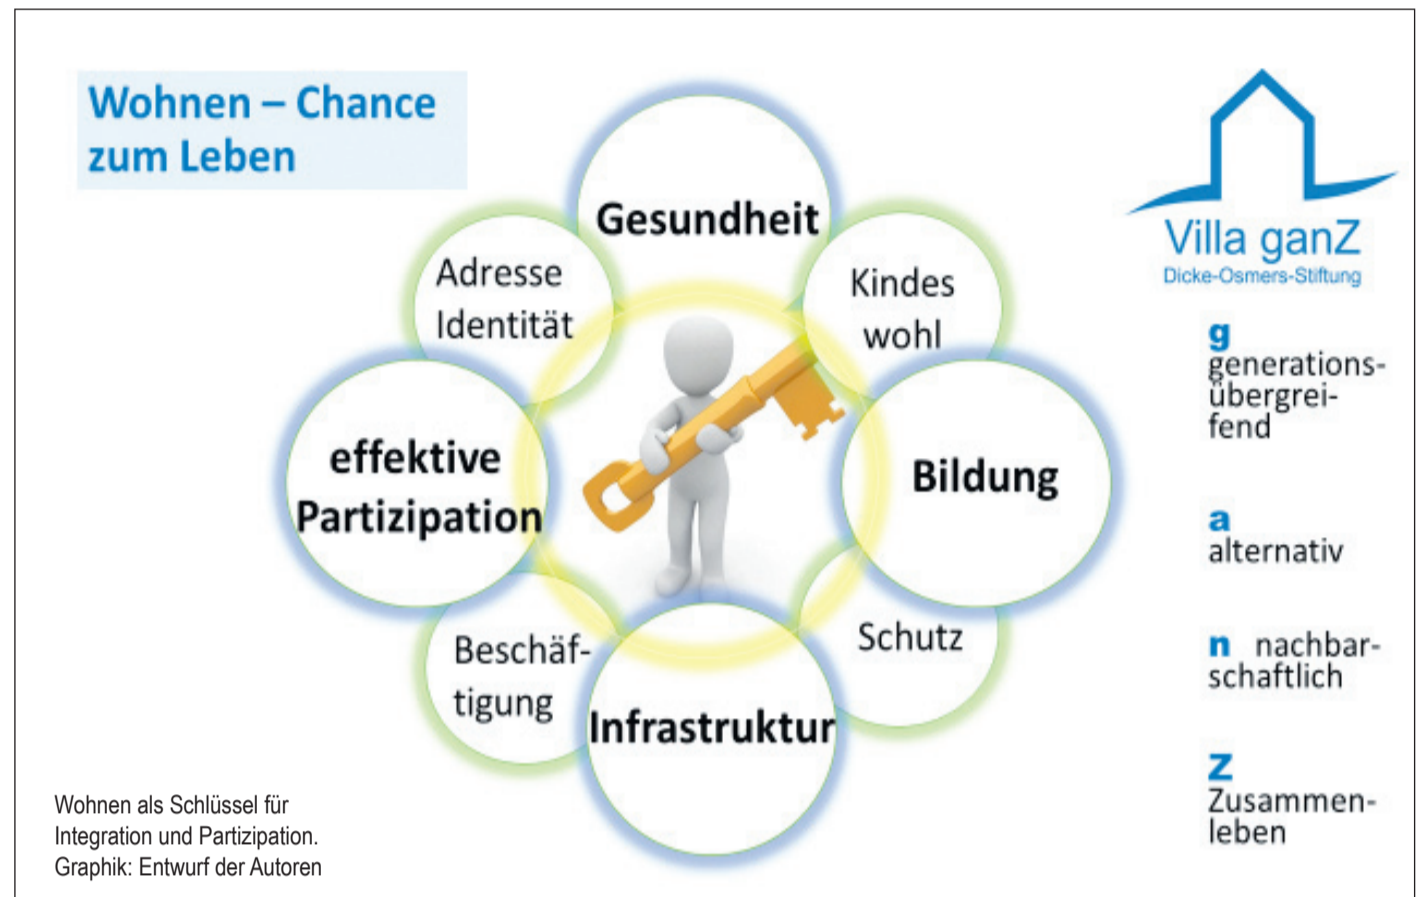 Wohnen – Chance
zum Leben
Gesundheit
Adresse
Identität
Kindes
wohl
effektive
Partizipation
Bildung
Beschäf-
tigung
Infrastruktur
Schutz
Villa ganZ
Dicke-Osmers-Stiftung
g
generations-
übergrei-
fend
a
alternativ
n nachbar-
schaftlich
Z
Zusammen-
leben
Wohnen als Schlüssel für
Integration und Partizipation.
Graphik: Entwurf der Autoren